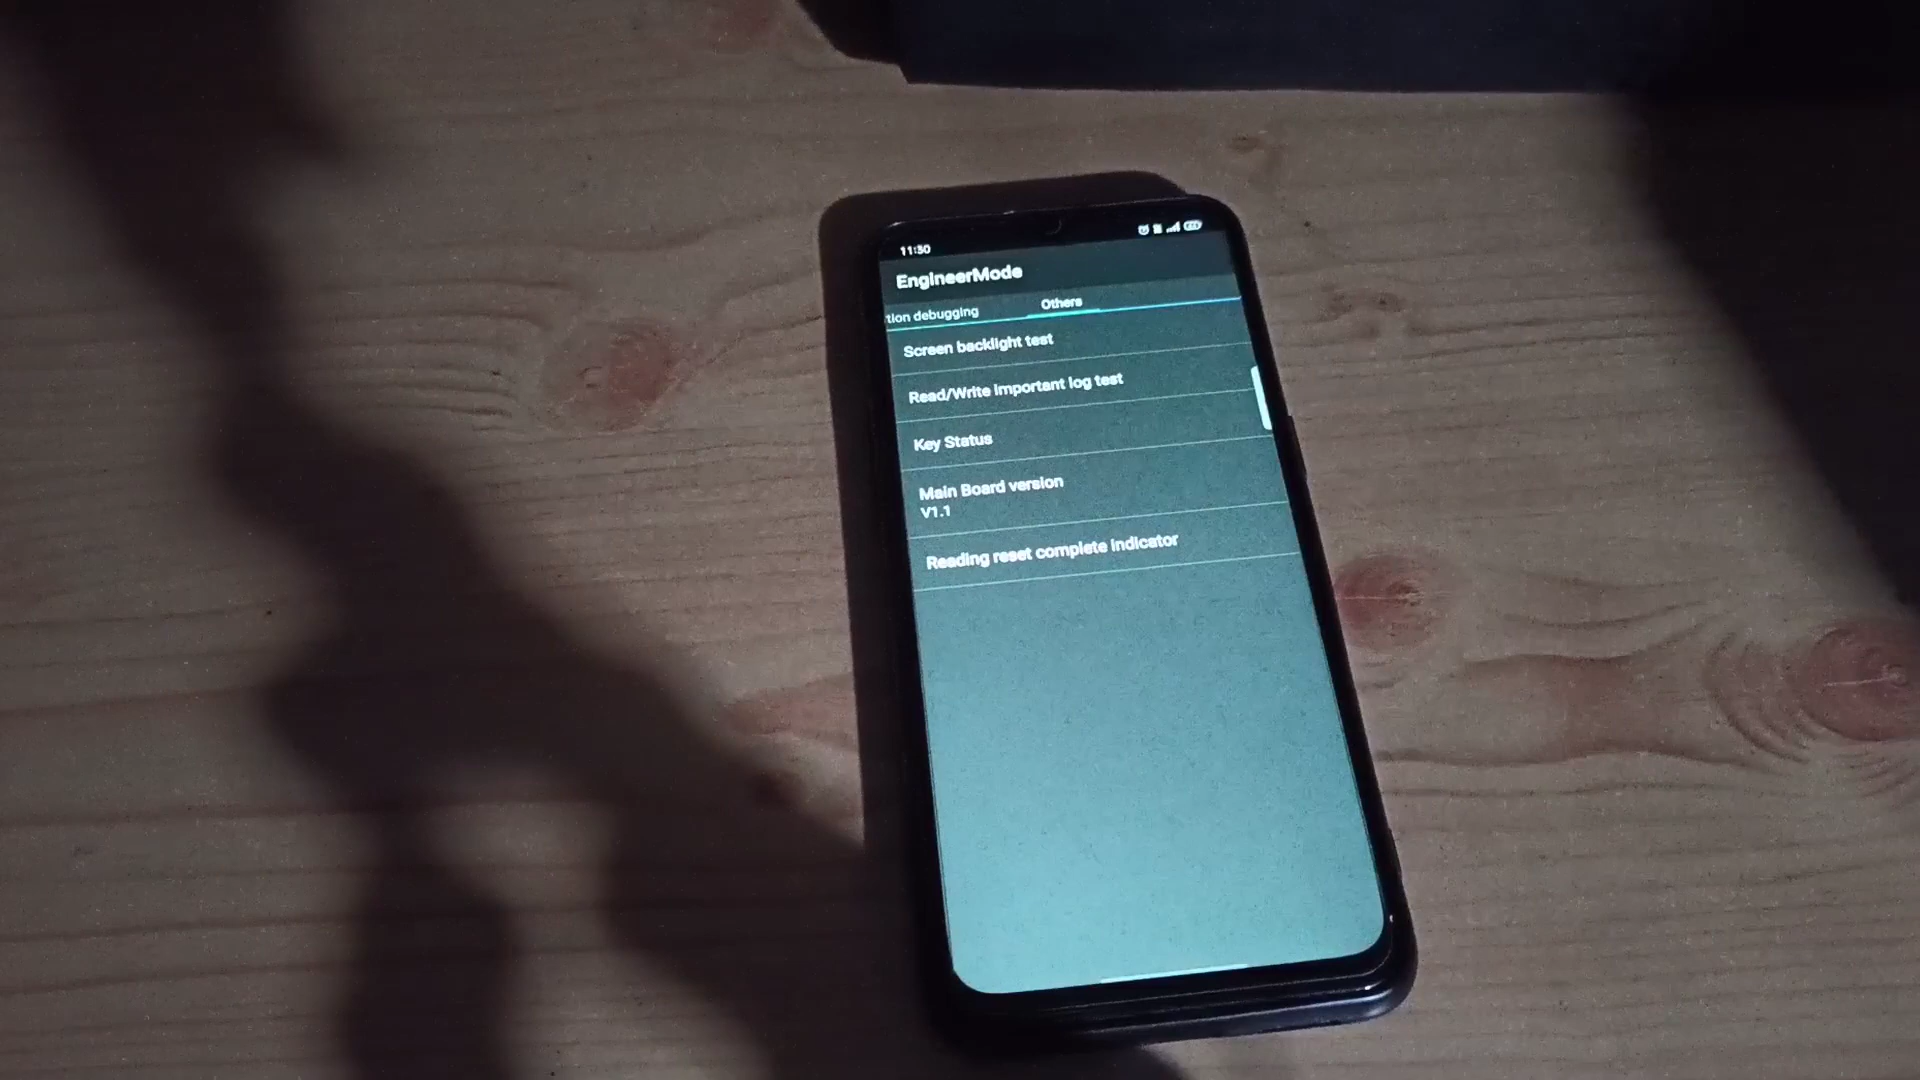 11:30
EngineerMode
tion debugging
Others
Screen backlight test
Read/Write important log test
Key Status
Main Board version
V1.1
Reading reset complete indicator